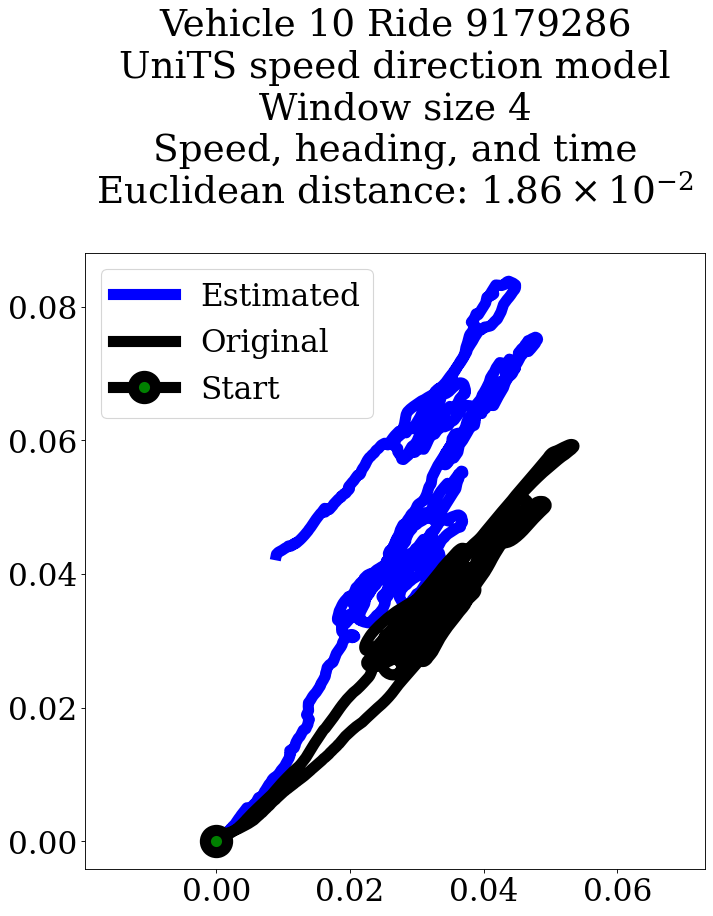 Vehicle 10 Ride 9179286
UniTS speed direction model
Window size 4
Speed, heading, and time
Euclidean distance: 1.86 × 10⁻²
Estimated
Original
Start
0.08
0.06
0.04
0.02
0.00
0.00 0.02 0.04 0.06